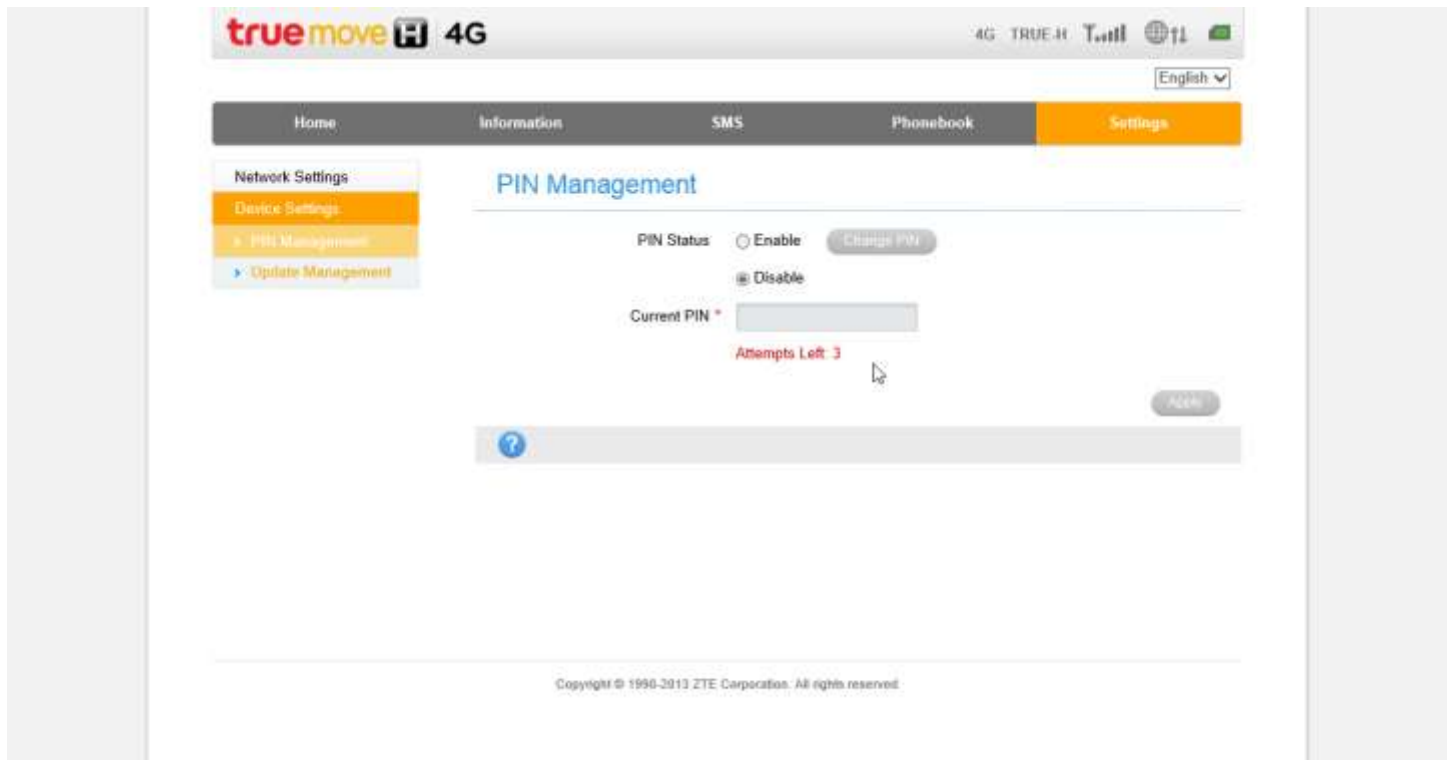 truemove H 4G
4G TRUE-H
English
Home Information SMS Phonebook Settings
Network Settings
Device Settings
PIN Management
Update Management
PIN Management
PIN Status Enable Change PIN
Disable
Current PIN *
Attempts Left: 3
Apply
?
Copyright © 1998-2013 ZTE Corporation. All rights reserved